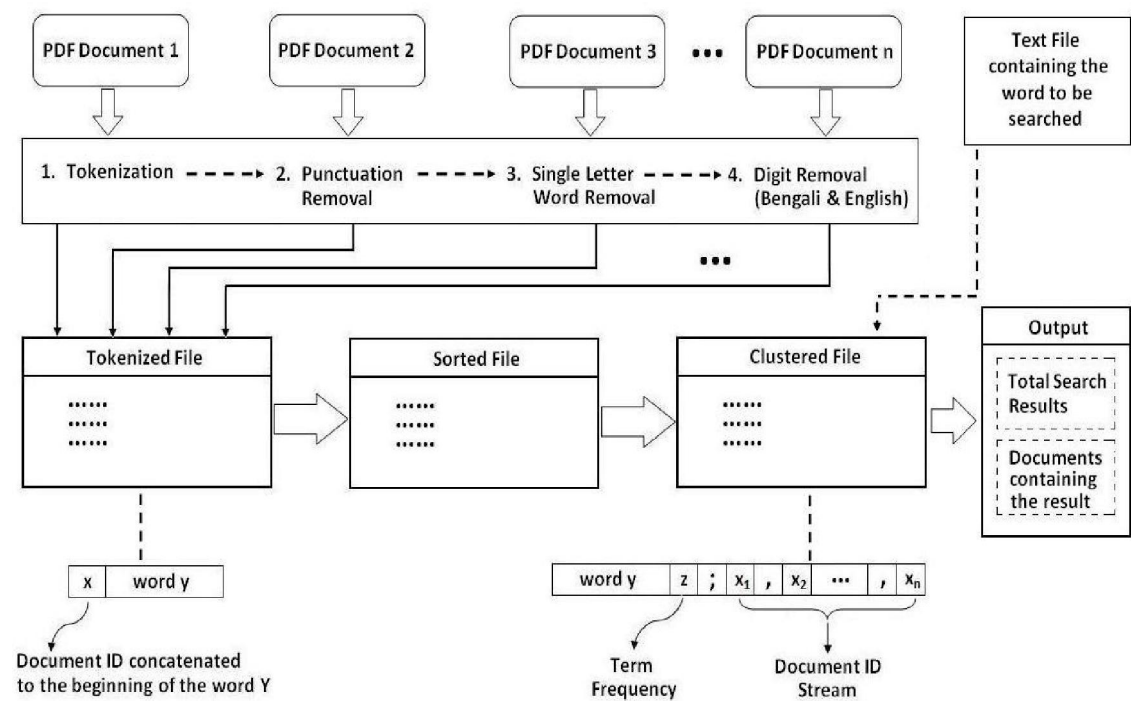 PDF Document 1
PDF Document 2
PDF Document 3
•••
PDF Document n
Text File
containing the
word to be
searched
1. Tokenization
2. Punctuation
Removal
3. Single Letter
Word Removal
4. Digit Removal
(Bengali & English)
•••
Tokenized File
••••••
••••••
••••••
Sorted File
••••••
••••••
••••••
Clustered File
••••••
••••••
••••••
Output
Total Search
Results
Documents
containing
the result
x word y
Document ID concatenated
to the beginning of the word Y
word y z ; x₁ , x₂ ••• , xₙ
Term
Frequency
Document ID
Stream